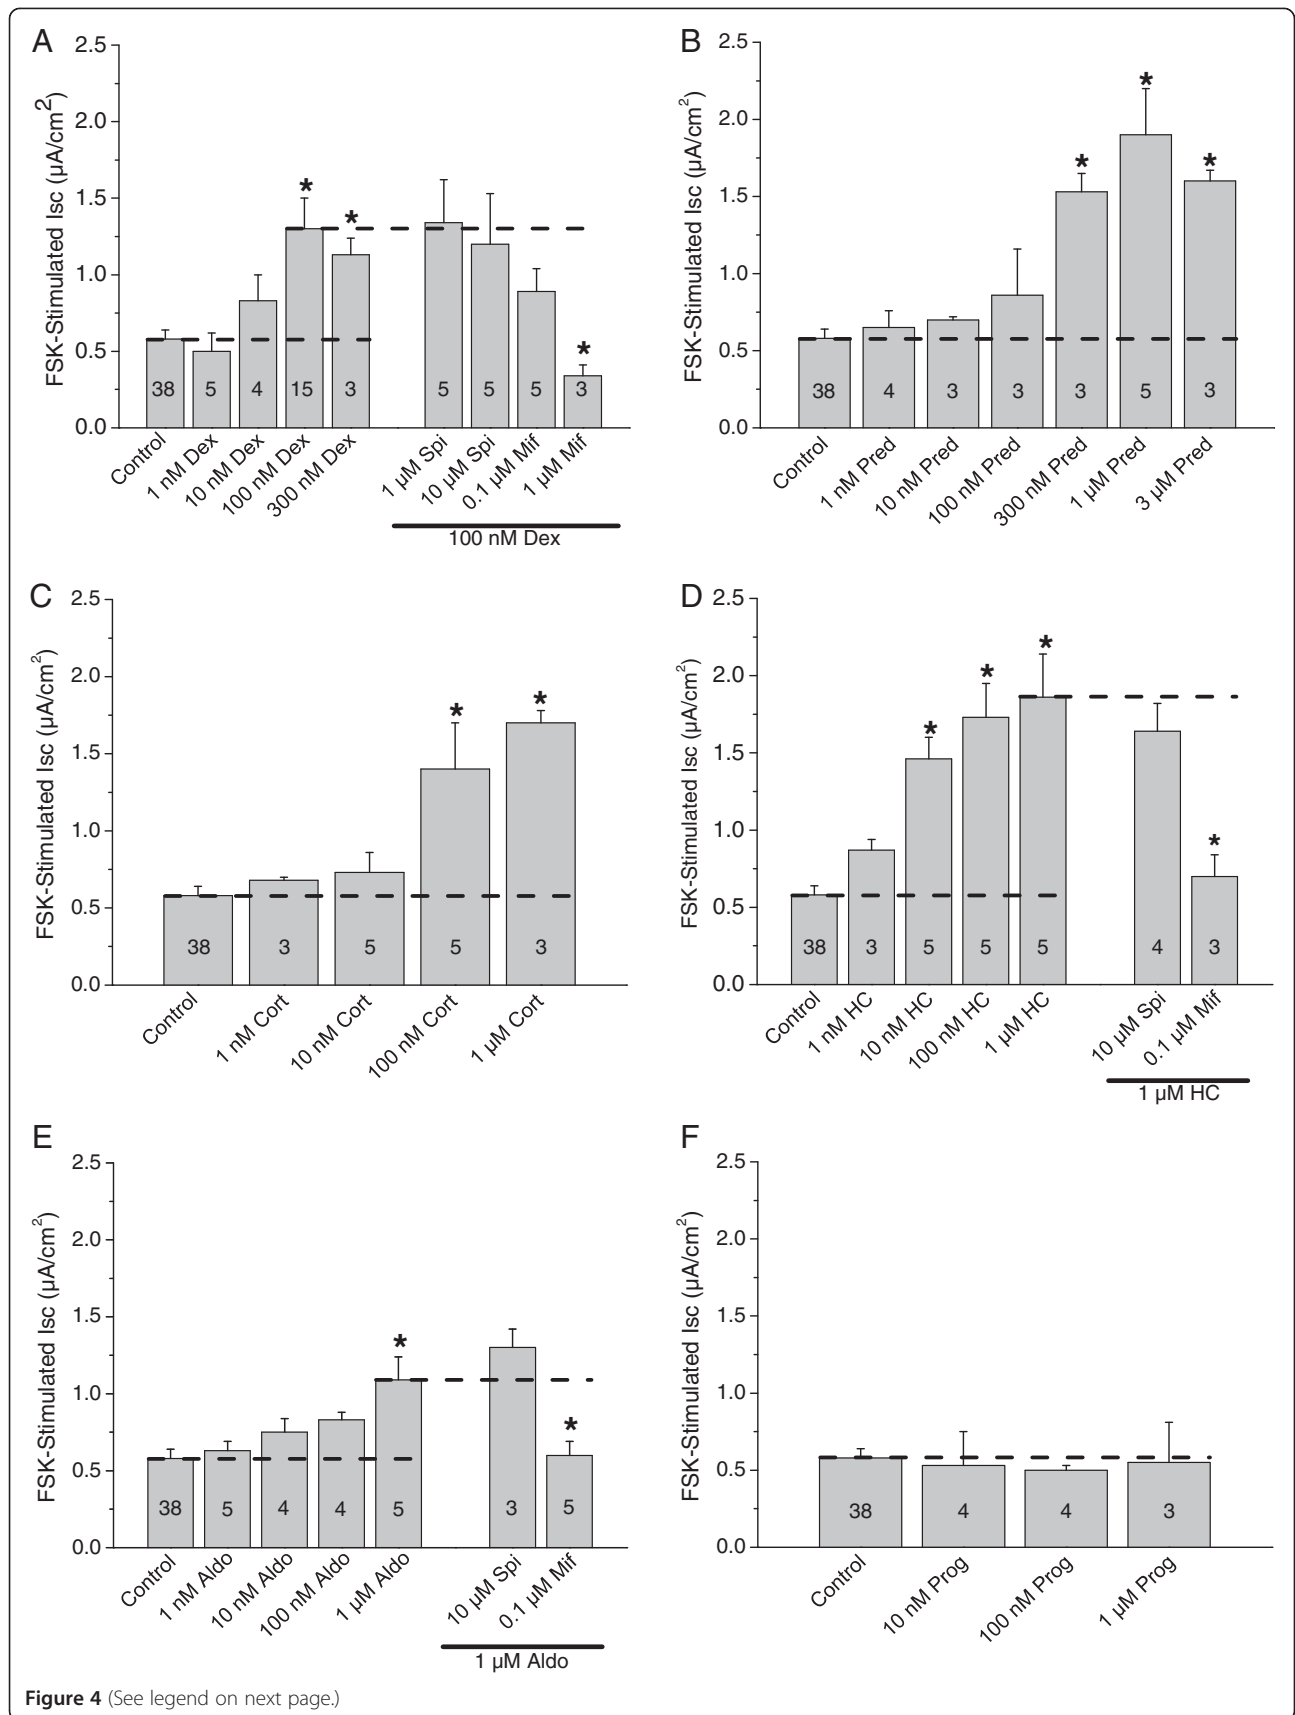 A
FSK-Stimulated Isc (µA/cm²)
2.5
2.0
1.5
1.0
0.5
0.0
* * *
38 5 4 15 3 5 5 5 3
Control 1 nM Dex 10 nM Dex 100 nM Dex 300 nM Dex 1 µM Spi 10 µM Spi 0.1 µM Mif 1 µM Mif
100 nM Dex
B
FSK-Stimulated Isc (µA/cm²)
2.5
2.0
1.5
1.0
0.5
0.0
* * *
38 4 3 3 3 5 3
Control 1 nM Pred 10 nM Pred 100 nM Pred 300 nM Pred 1 µM Pred 3 µM Pred
C
FSK-Stimulated Isc (µA/cm²)
2.5
2.0
1.5
1.0
0.5
0.0
* *
38 3 5 5 3
Control 1 nM Cort 10 nM Cort 100 nM Cort 1 µM Cort
D
FSK-Stimulated Isc (µA/cm²)
2.5
2.0
1.5
1.0
0.5
0.0
* * * *
38 3 5 5 5 4 3
Control 1 nM HC 10 nM HC 100 nM HC 1 µM HC 10 µM Spi 0.1 µM Mif
1 µM HC
E
FSK-Stimulated Isc (µA/cm²)
2.5
2.0
1.5
1.0
0.5
0.0
* *
38 5 4 4 5 3 5
Control 1 nM Aldo 10 nM Aldo 100 nM Aldo 1 µM Aldo 10 µM Spi 0.1 µM Mif
1 µM Aldo
F
FSK-Stimulated Isc (µA/cm²)
2.5
2.0
1.5
1.0
0.5
0.0
38 4 4 3
Control 10 nM Prog 100 nM Prog 1 µM Prog
Figure 4 (See legend on next page.)